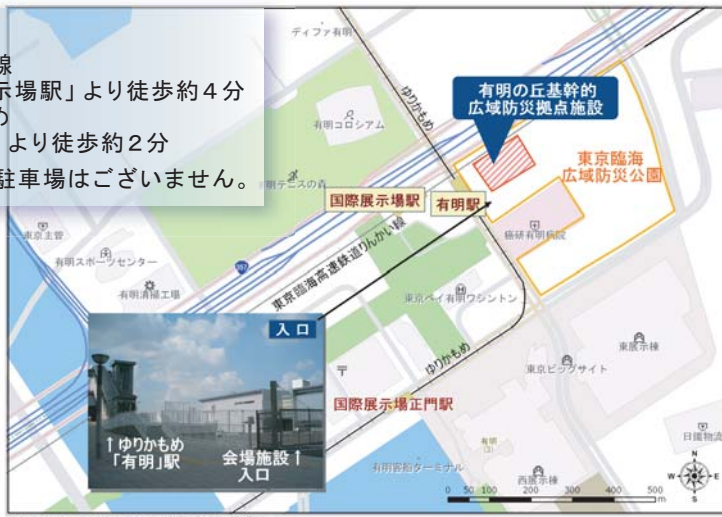 線
示場駅」より徒歩約4分
め
より徒歩約2分
駐車場はございません。
ディファ有明
ゆりかもめ
有明の丘基幹的
広域防災拠点施設
有明コロシアム
東京臨海
広域防災公園
有明テニスの森
国際展示場駅
有明駅
癌研有明病院
東京主管
有明スポーツセンター
357
東京臨海高速鉄道りんかい線
有明清掃工場
東京ベイ有明ワシントン
入口
ゆりかもめ
東展示棟
東京ビッグサイト
国際展示場正門駅
↑ゆりかもめ
「有明」駅
会場施設↑
入口
有明
(3)
日鐵物流
有明客船ターミナル
西展示棟
N
W
E
S
0 50 100 200 300 400 500
m